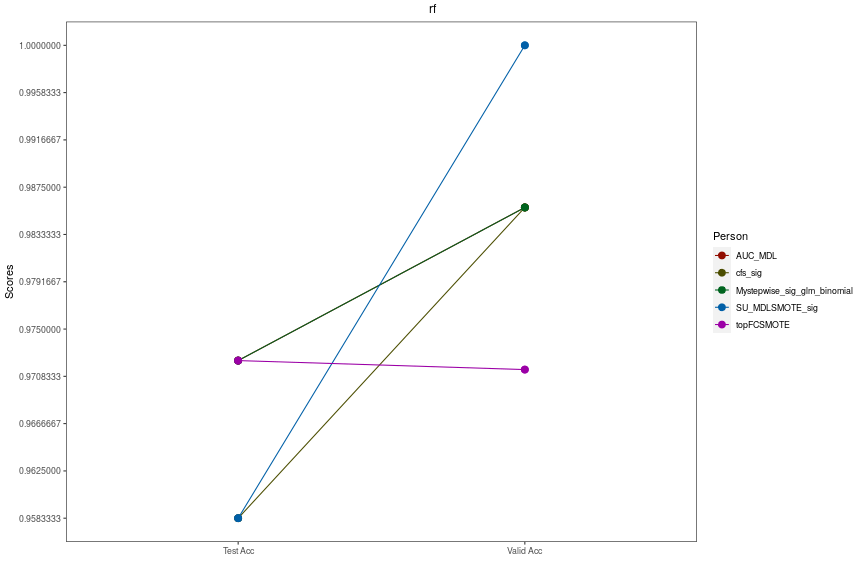 rf
Scores
1.0000000
0.9958333
0.9916667
0.9875000
0.9833333
0.9791667
0.9750000
0.9708333
0.9666667
0.9625000
0.9583333
Test Acc
Valid Acc
Person
AUC_MDL
cfs_sig
Mystepwise_sig_glm_binomial
SU_MDLSMOTE_sig
topFCSMOTE